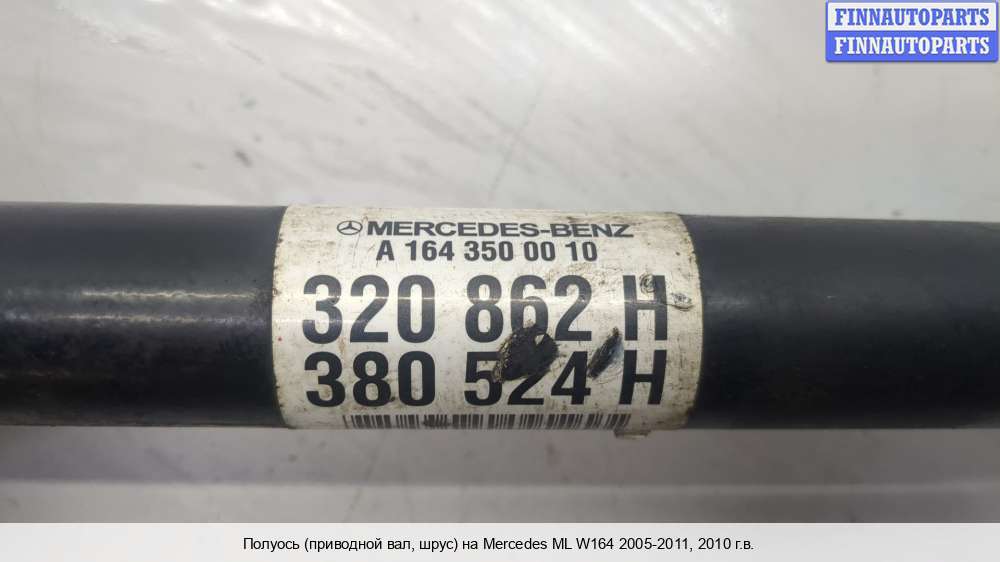 FINNAUTOPARTS
FINNAUTOPARTS
MERCEDES-BENZ
A 164 350 00 10
320 862 H
380 524 H
Полуось (приводной вал, шрус) на Mercedes ML W164 2005-2011, 2010 г.в.